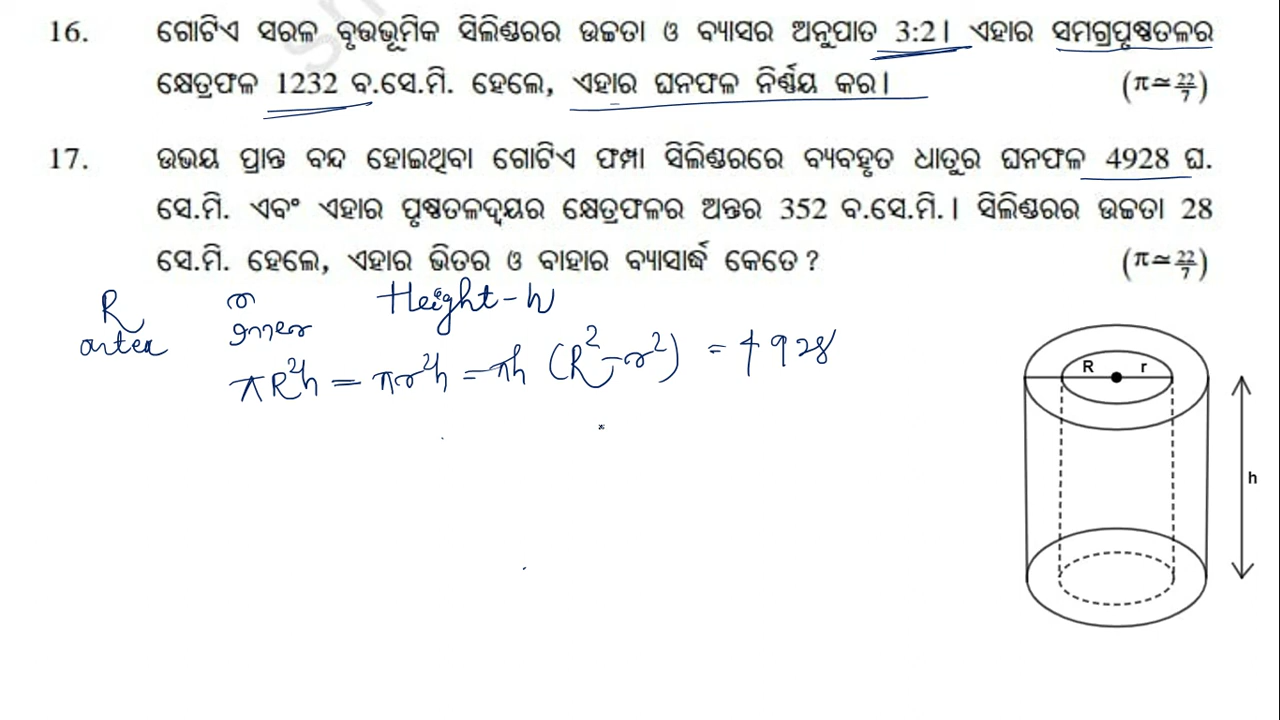 16. ଗୋଟିଏ ସରଳ ବୃତ୍ତଭୂମିକ ସିଲିଣ୍ଡରର ଉଚ୍ଚତା ଓ ବ୍ୟାସର ଅନୁପାତ 3:2। ଏହାର ସମଗ୍ରପୃଷ୍ଠତଳର
କ୍ଷେତ୍ରଫଳ 1232 ବ.ସେ.ମି. ହେଲେ, ଏହାର ଘନଫଳ ନିର୍ଣ୍ଣୟ କର। (π≃22/7)
17. ଉଭୟ ପ୍ରାନ୍ତ ବନ୍ଦ ହୋଇଥିବା ଗୋଟିଏ ଫମ୍ପା ସିଲିଣ୍ଡରରେ ବ୍ୟବହୃତ ଧାତୁର ଘନଫଳ 4928 ଘ.
ସେ.ମି. ଏବଂ ଏହାର ପୃଷ୍ଠତଳଦ୍ୱୟର କ୍ଷେତ୍ରଫଳର ଅନ୍ତର 352 ବ.ସେ.ମି.। ସିଲିଣ୍ଡରର ଉଚ୍ଚତା 28
ସେ.ମି. ହେଲେ, ଏହାର ଭିତର ଓ ବାହାର ବ୍ୟାସାର୍ଦ୍ଧ କେତେ? (π≃22/7)
R r Height-h
outer inner
πR²h = πr²h = πh (R²-r²) = 4928
R r
h